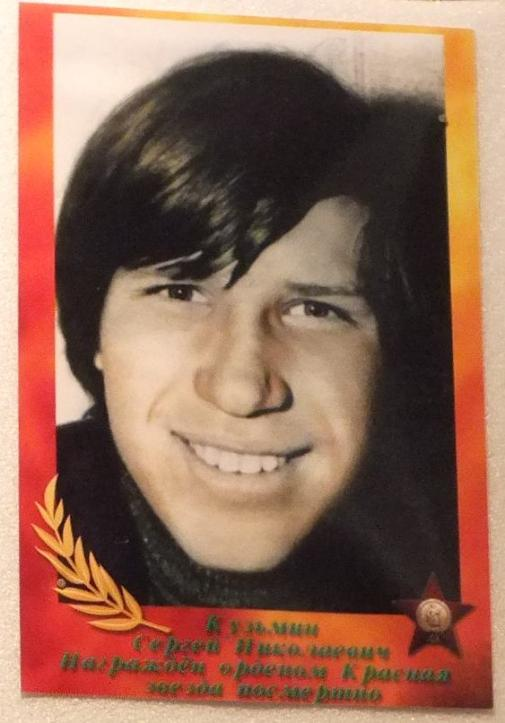 Кузьмин
Сергей Николаевич
Награждён орденом Красная
звезда посмертно